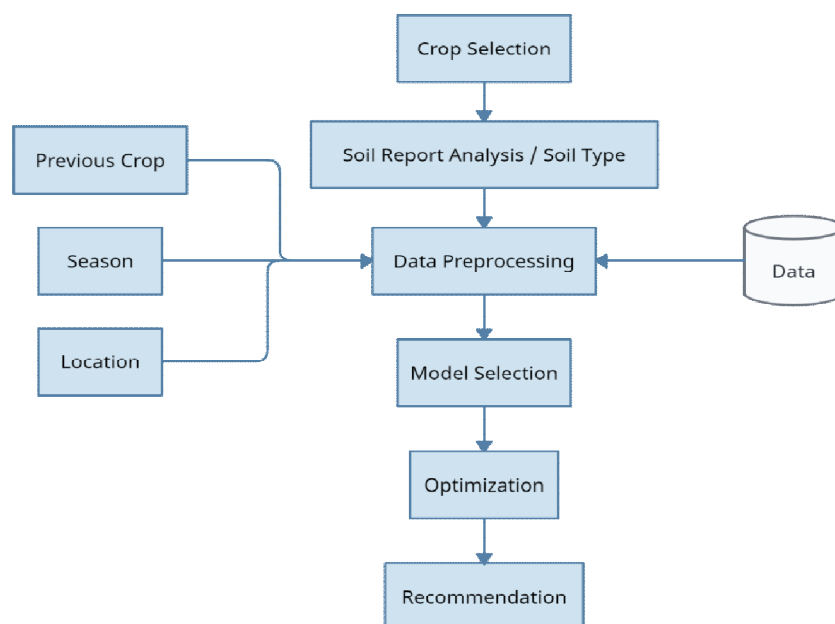 Crop Selection
Soil Report Analysis / Soil Type
Previous Crop
Season
Location
Data Preprocessing
Data
Model Selection
Optimization
Recommendation